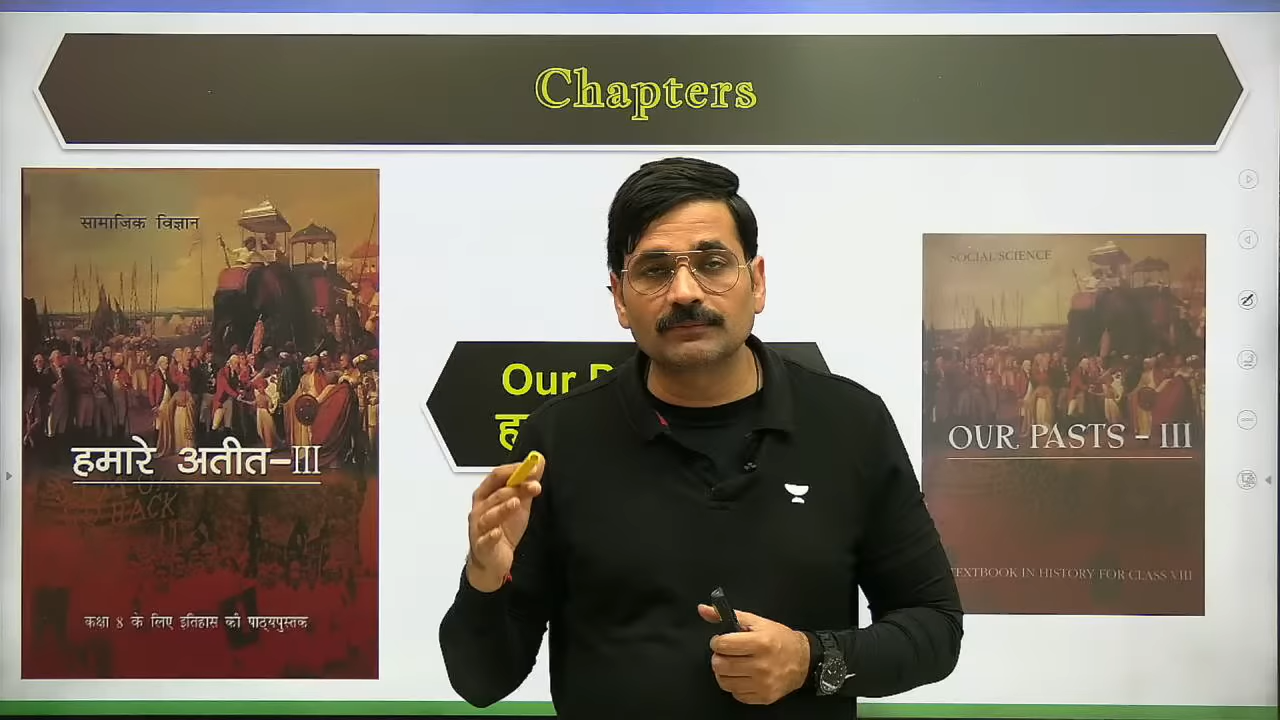 Chapters
सामाजिक विज्ञान
हमारे अतीत-III
BACK
कक्षा 8 के लिए इतिहास की पाठ्यपुस्तक
Our
SOCIAL SCIENCE
OUR PASTS - III
TEXTBOOK IN HISTORY FOR CLASS VIII